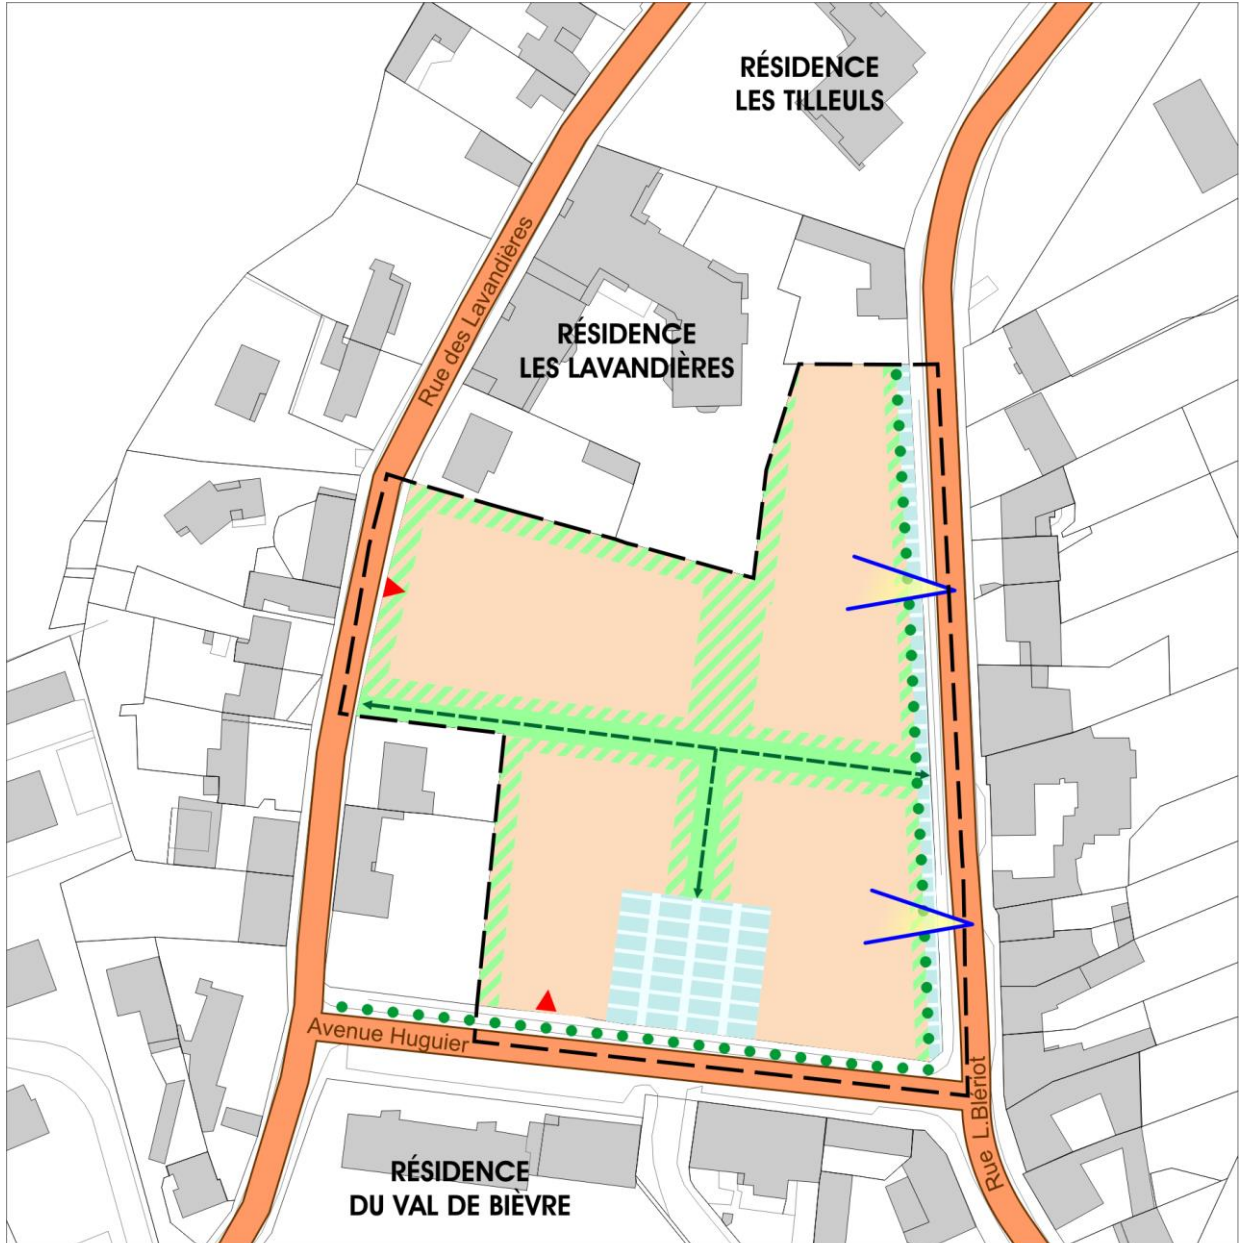 RÉSIDENCE
LES TILLEULS
Rue des Lavandières
RÉSIDENCE
LES LAVANDIÈRES
Avenue Huguier
Rue L.Blériot
RÉSIDENCE
DU VAL DE BIÈVRE